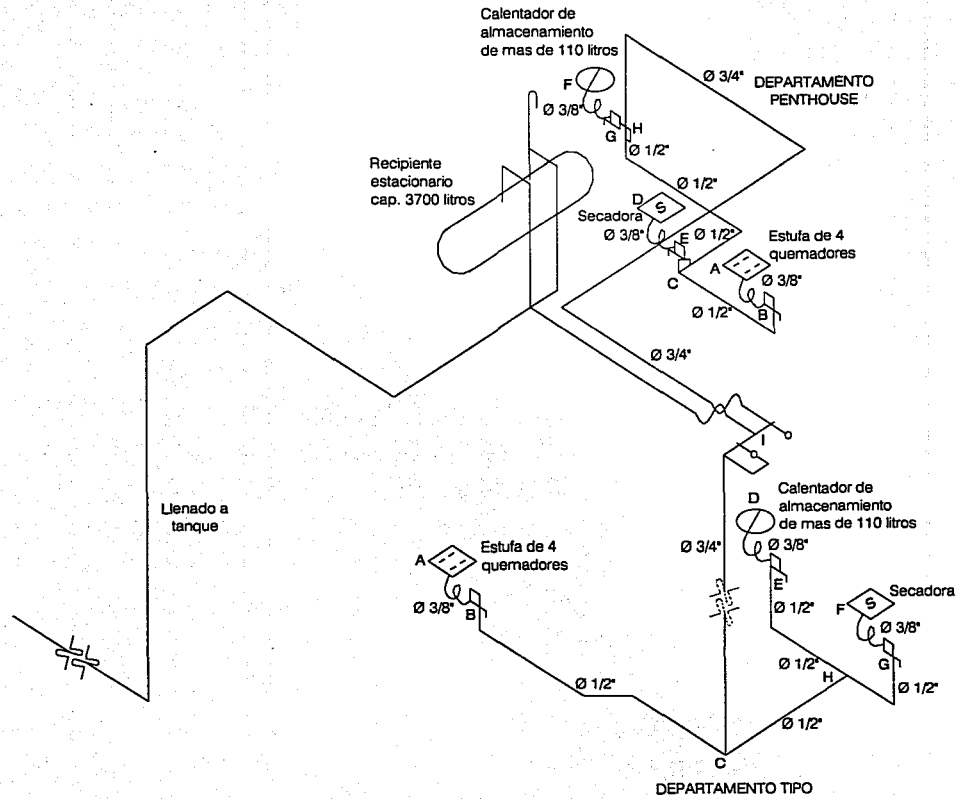 Calentador de
almacenamiento
de mas de 110 litros
F
Ø 3/8"
G
H
Ø 1/2"
Ø 3/4"
DEPARTAMENTO
PENTHOUSE
Recipiente
estacionario
cap. 3700 litros
Ø 1/2"
D
S
Secadora
Ø 3/8"
E
Ø 1/2"
C
Estufa de 4
quemadores
A
Ø 3/8"
B
Ø 1/2"
Ø 3/4"
I
Llenado a
tanque
Calentador de
almacenamiento
de mas de 110 litros
D
Ø 3/8"
E
Ø 1/2"
Ø 3/4"
Estufa de 4
quemadores
A
Ø 3/8"
B
Secadora
S
F
Ø 3/8"
G
Ø 1/2"
Ø 1/2"
H
Ø 1/2"
Ø 1/2"
C
DEPARTAMENTO TIPO